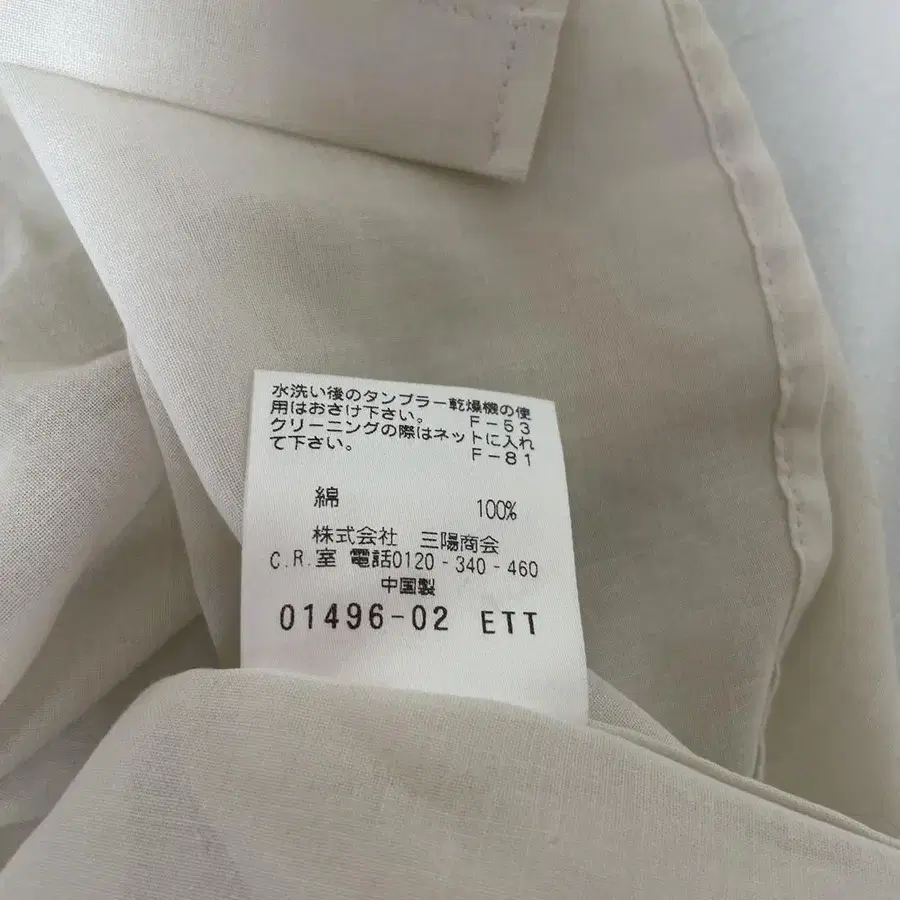 水洗い後のタンブラー乾燥機の使
用はおさけ下さい。 F-53
クリーニングの際はネットに入れ
て下さい。 F-81
綿 100%
株式会社 三陽商会
C.R.室 電話0120-340-460
中国製
01496-02 ETT